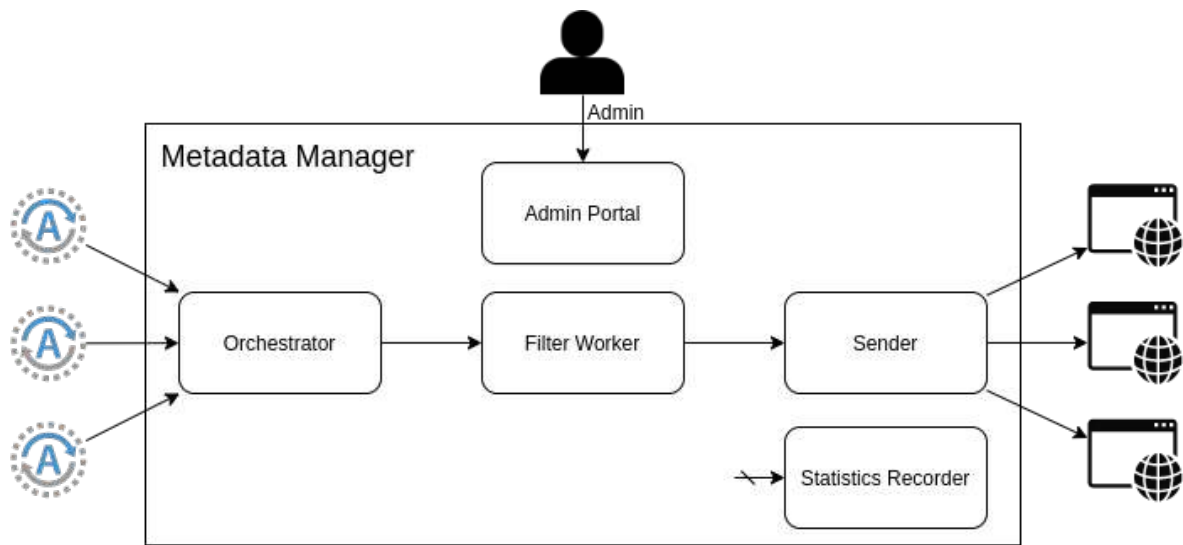 Admin
Metadata Manager
Admin Portal
A
A
A
Orchestrator
Filter Worker
Sender
Statistics Recorder